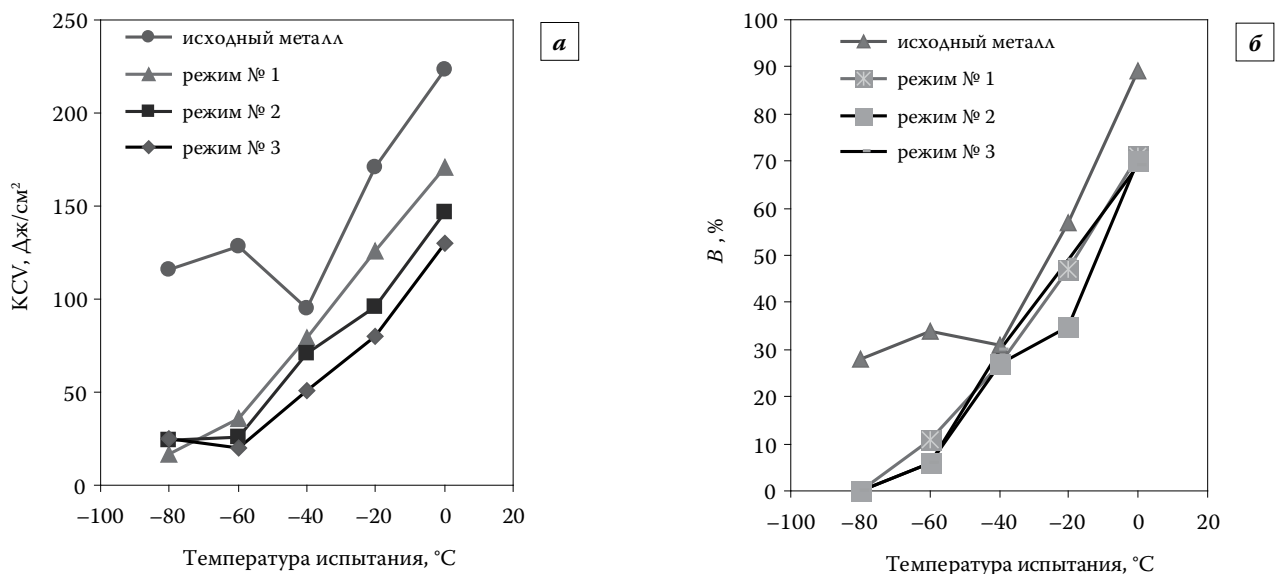 250
200
150
100
50
0
KCV, Дж/см²
исходный металл
режим № 1
режим № 2
режим № 3
а
–100 –80 –60 –40 –20 0 20
Температура испытания, °С
100
90
80
70
60
50
40
30
20
10
0
B , %
исходный металл
режим № 1
режим № 2
режим № 3
б
–100 –80 –60 –40 –20 0 20
Температура испытания, °С